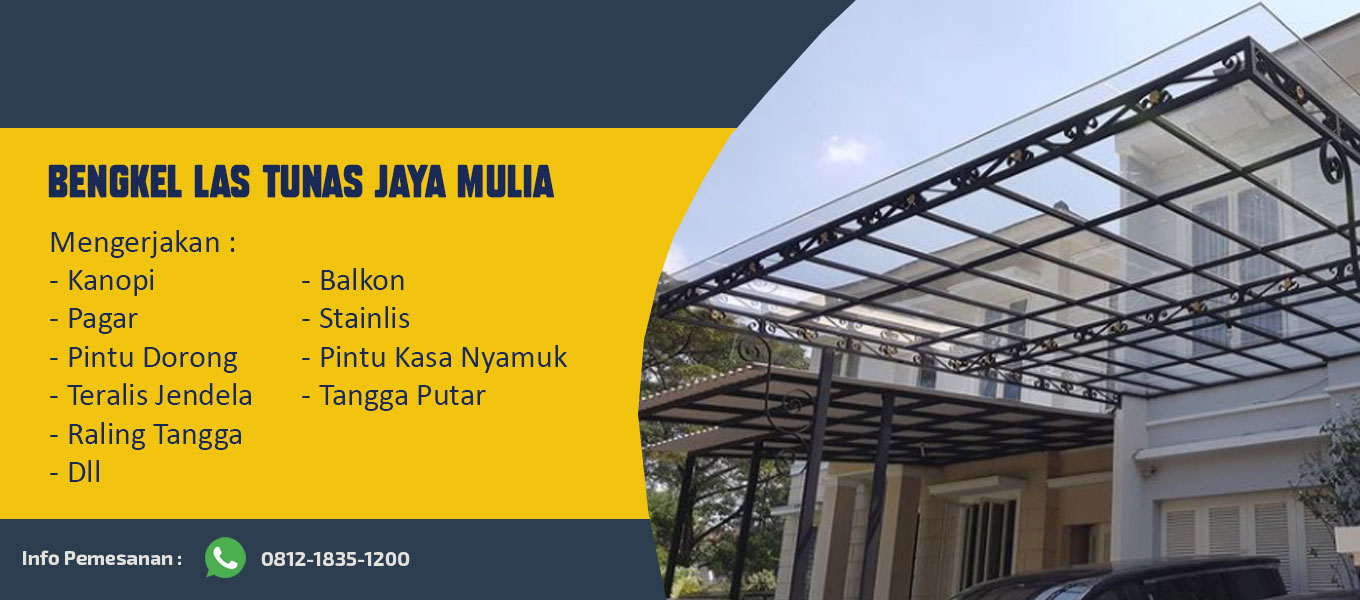 BENGKEL LAS TUNAS JAYA MULIA
Mengerjakan :
- Kanopi
- Pagar
- Pintu Dorong
- Teralis Jendela
- Raling Tangga
- Dll
- Balkon
- Stainlis
- Pintu Kasa Nyamuk
- Tangga Putar
Info Pemesanan :
0812-1835-1200